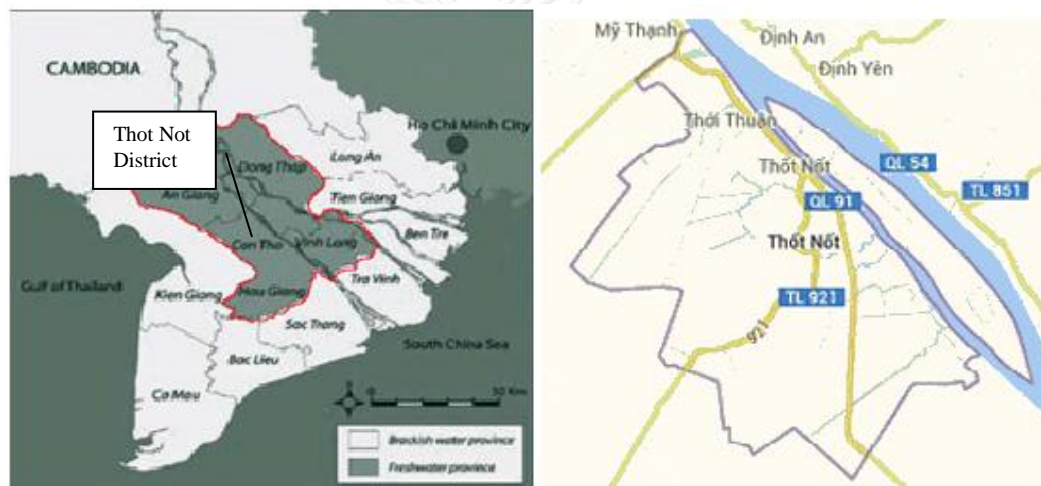 CAMBODIA
Thot Not
District
Ho Chi Minh City
Dong Thap
Long An
An Giang
Tien Giang
Ben Tre
Can Tho
Vinh Long
Tra Vinh
Gulf of Thailand
Kien Giang
Hau Giang
Soc Trang
Bac Lieu
South China Sea
Ca Mau
0
50 Km
Brackish water province
Freshwater province
Mỹ Thạnh
Định An
Định Yên
Thới Thuận
Thốt Nốt
QL 54
TL 851
QL 91
Thốt Nốt
TL 921
921